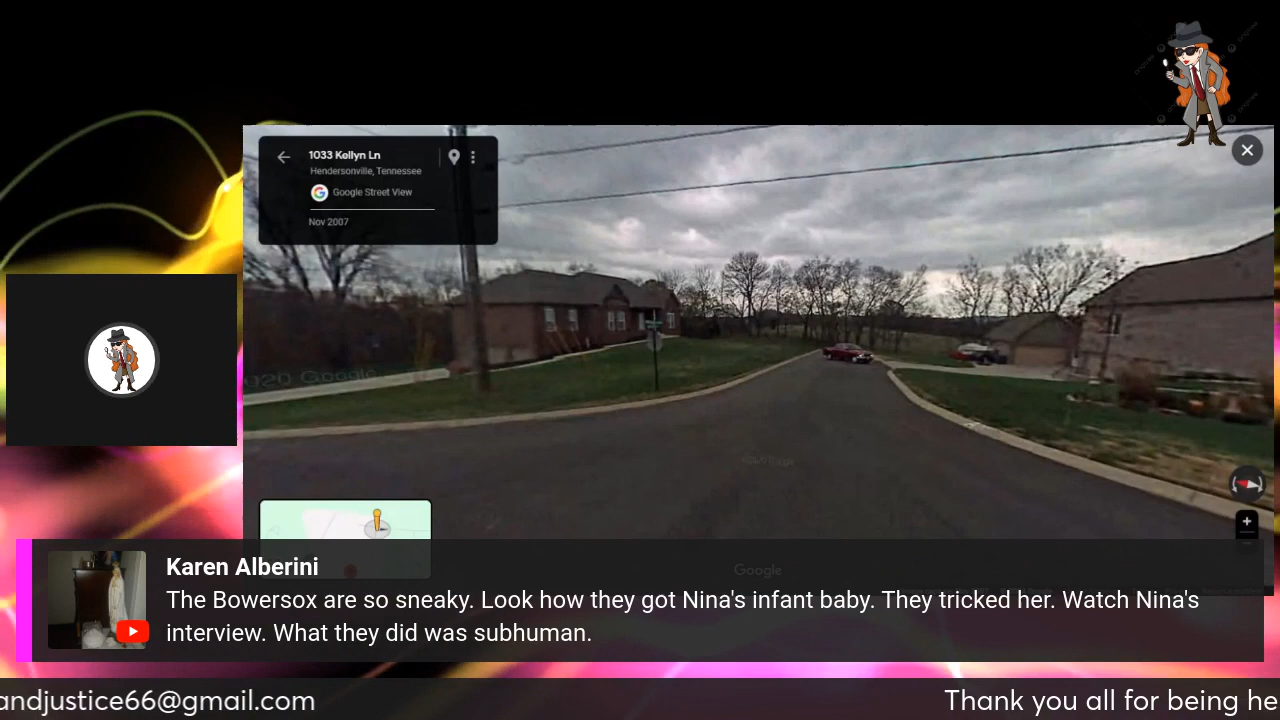 1033 Kellyn Ln
Hendersonville, Tennessee
Google Street View
Nov 2007
020 Google
Google
Karen Alberini
The Bowersox are so sneaky. Look how they got Nina's infant baby. They tricked her. Watch Nina's
interview. What they did was subhuman.
andjustice66@gmail.com
Thank you all for being he